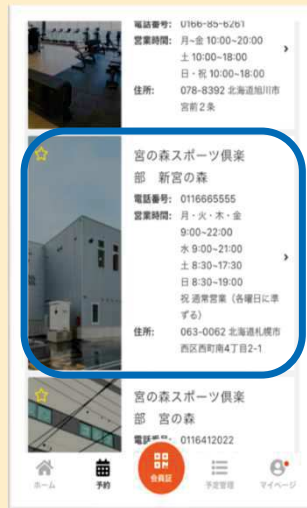 電話番号: 0166-85-6261
営業時間: 月~金 10:00~20:00
土 10:00~18:00
日・祝 10:00~18:00
住所: 078-8392 北海道旭川市
宮前2条
宮の森スポーツ倶楽
部 新宮の森
電話番号: 0116665555
営業時間: 月・火・木・金
9:00~22:00
水 9:00~21:00
土 8:30~17:30
日 8:30~19:00
祝 通常営業(各曜日に準
ずる)
住所: 063-0062 北海道札幌市
西区西町南4丁目2-1
宮の森スポーツ倶楽
部 宮の森
電話番号: 0116412022
ホーム
予約
会員証
予定管理
マイページ